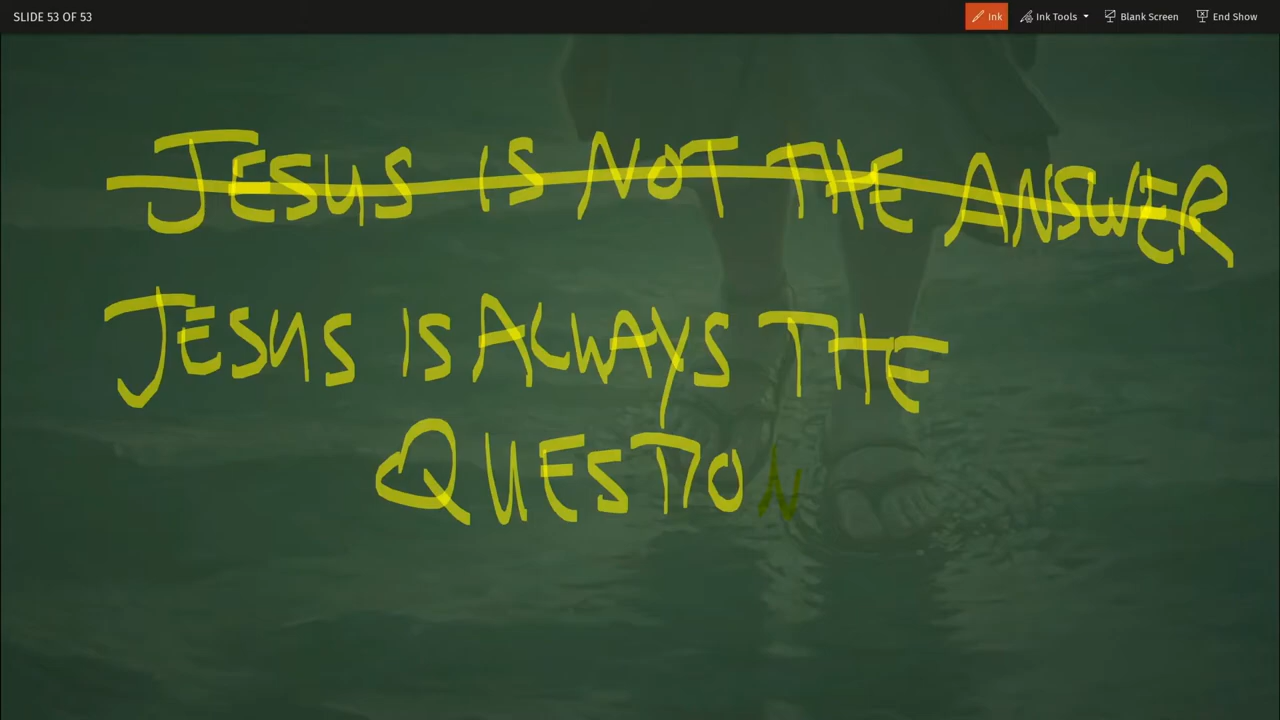 SLIDE 53 OF 53
Ink
Ink Tools
Blank Screen
End Show
JESUS IS NOT THE ANSWER
JESUS IS ALWAYS THE
QUESTION